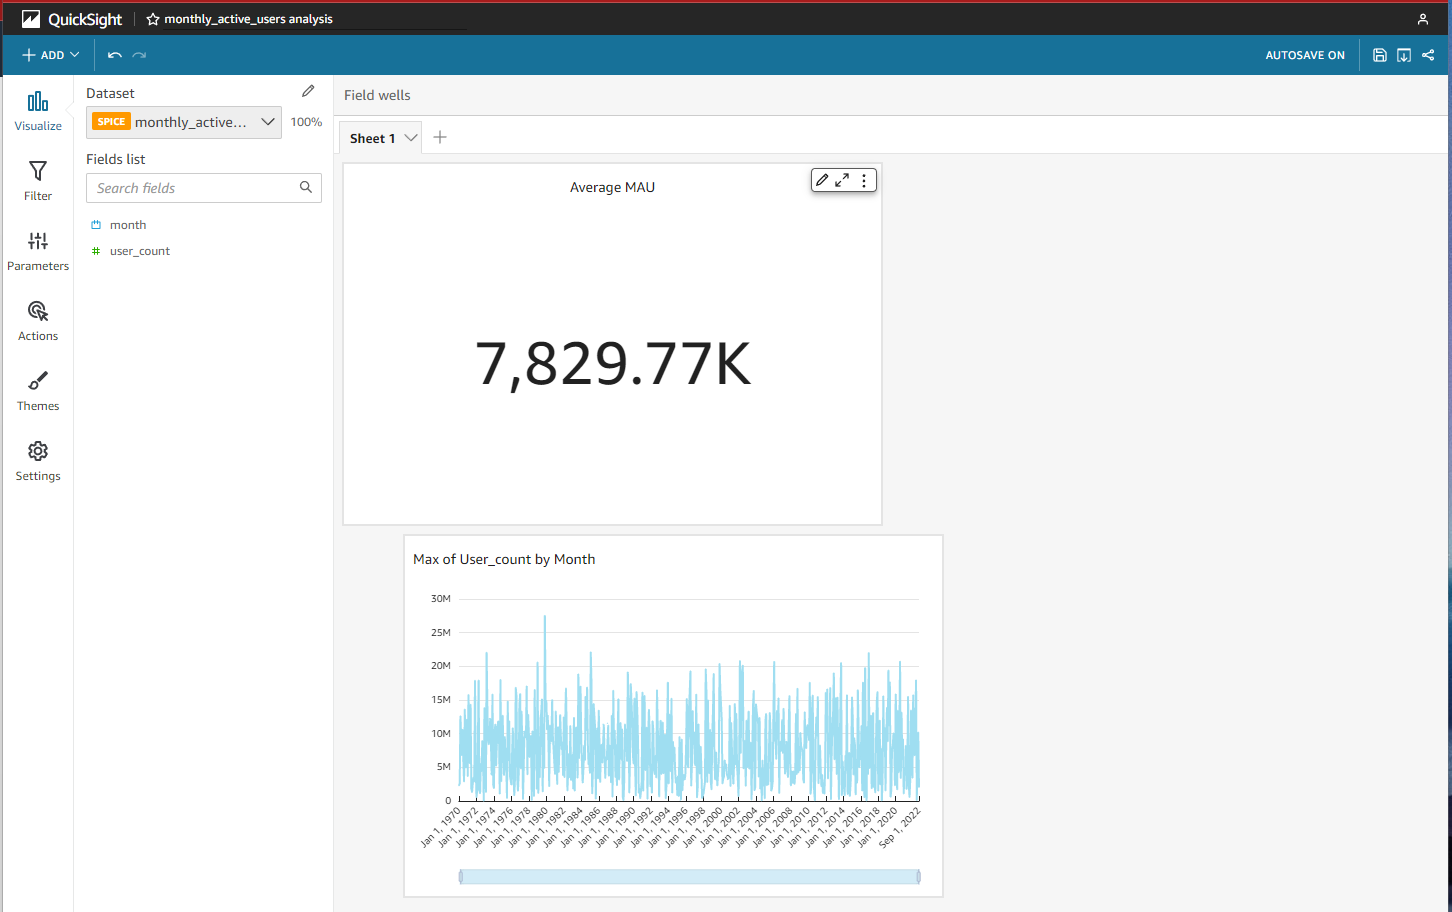 QuickSight
monthly_active_users analysis
ADD
AUTOSAVE ON
Visualize
Filter
Parameters
Actions
Themes
Settings
Dataset
SPICE monthly_active... 100%
Fields list
Search fields
month
# user_count
Field wells
Sheet 1
Average MAU
7,829.77K
Max of User_count by Month
30M
25M
20M
15M
10M
5M
0
Jan 1, 1970
Jan 1, 1972
Jan 1, 1974
Jan 1, 1976
Jan 1, 1978
Jan 1, 1980
Jan 1, 1982
Jan 1, 1984
Jan 1, 1986
Jan 1, 1988
Jan 1, 1990
Jan 1, 1992
Jan 1, 1994
Jan 1, 1996
Jan 1, 1998
Jan 1, 2000
Jan 1, 2002
Jan 1, 2004
Jan 1, 2006
Jan 1, 2008
Jan 1, 2010
Jan 1, 2012
Jan 1, 2014
Jan 1, 2016
Jan 1, 2018
Jan 1, 2020
Sep 1, 2022